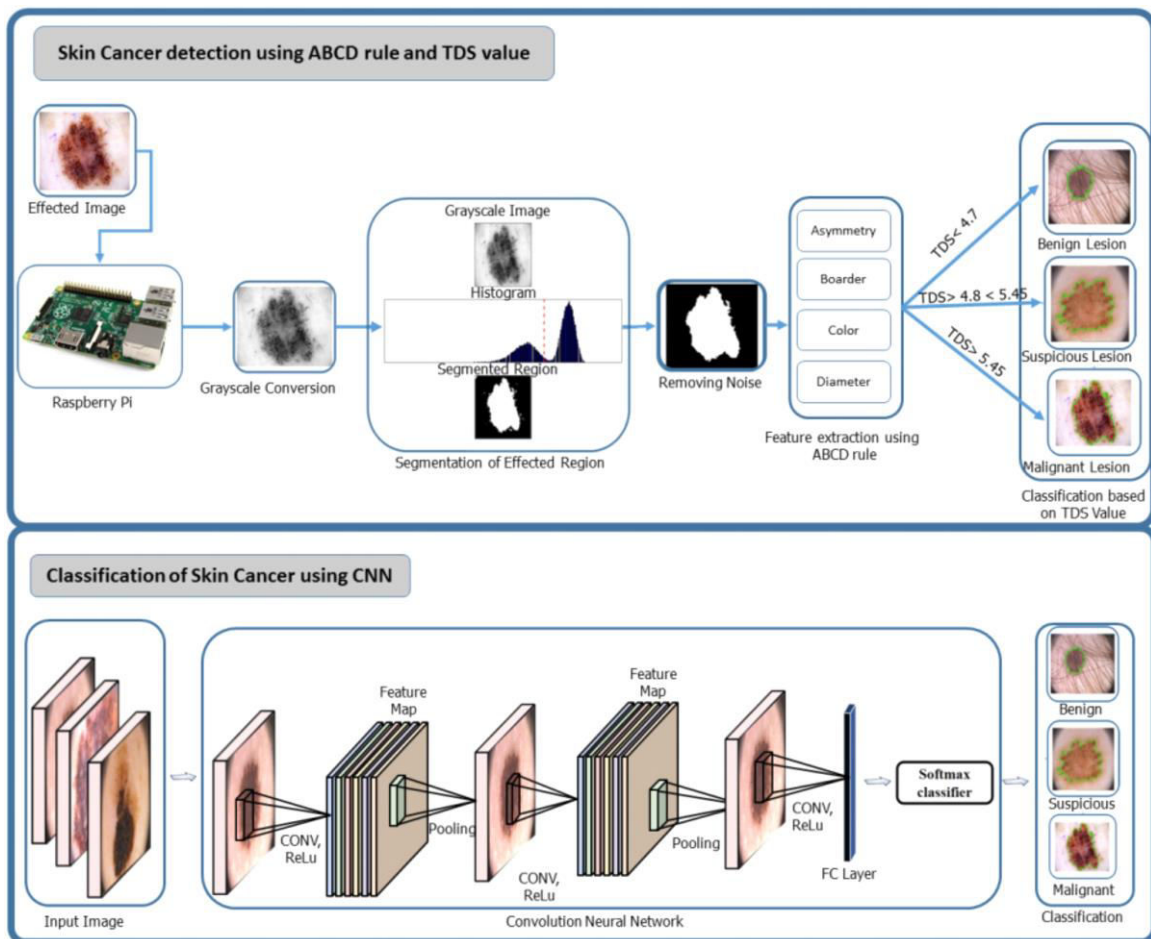 Skin Cancer detection using ABCD rule and TDS value
Effected Image
Raspberry Pi
Grayscale Conversion
Grayscale Image
Histogram
Segmented Region
Segmentation of Effected Region
Removing Noise
Asymmetry
Boarder
Color
Diameter
Feature extraction using
ABCD rule
TDS< 4.7
TDS> 4.8 < 5.45
TDS> 5.45
Benign Lesion
Suspicious Lesion
Malignant Lesion
Classification based
on TDS Value
Classification of Skin Cancer using CNN
Input Image
CONV,
ReLu
Feature
Map
Pooling
CONV,
ReLu
Feature
Map
Pooling
CONV,
ReLu
FC Layer
Convolution Neural Network
Softmax
classifier
Benign
Suspicious
Malignant
Classification